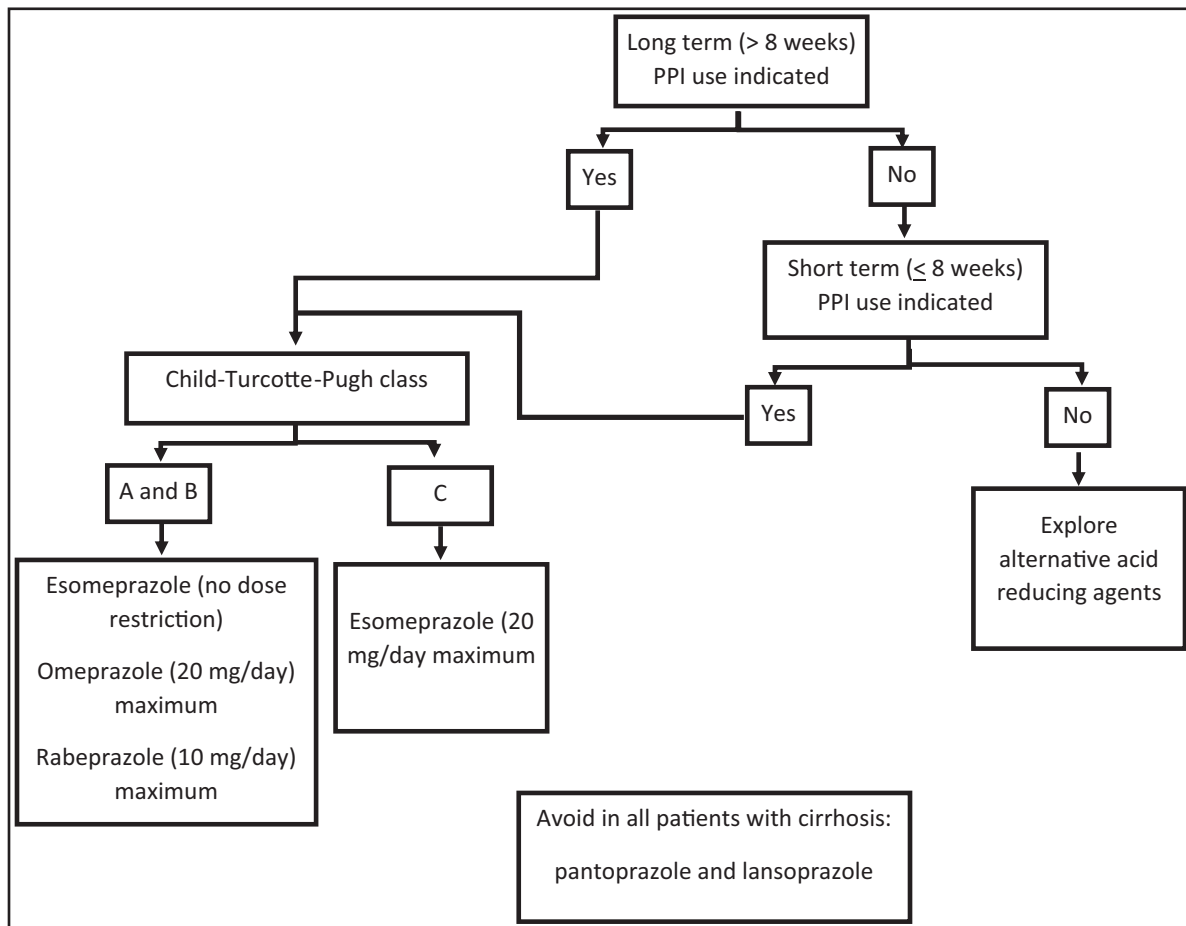 Long term (> 8 weeks)
PPI use indicated
Yes
No
Short term (≤ 8 weeks)
PPI use indicated
Yes
No
Child-Turcotte-Pugh class
A and B
C
Esomeprazole (no dose
restriction)
Omeprazole (20 mg/day)
maximum
Rabeprazole (10 mg/day)
maximum
Esomeprazole (20
mg/day maximum
Explore
alternative acid
reducing agents
Avoid in all patients with cirrhosis:
pantoprazole and lansoprazole